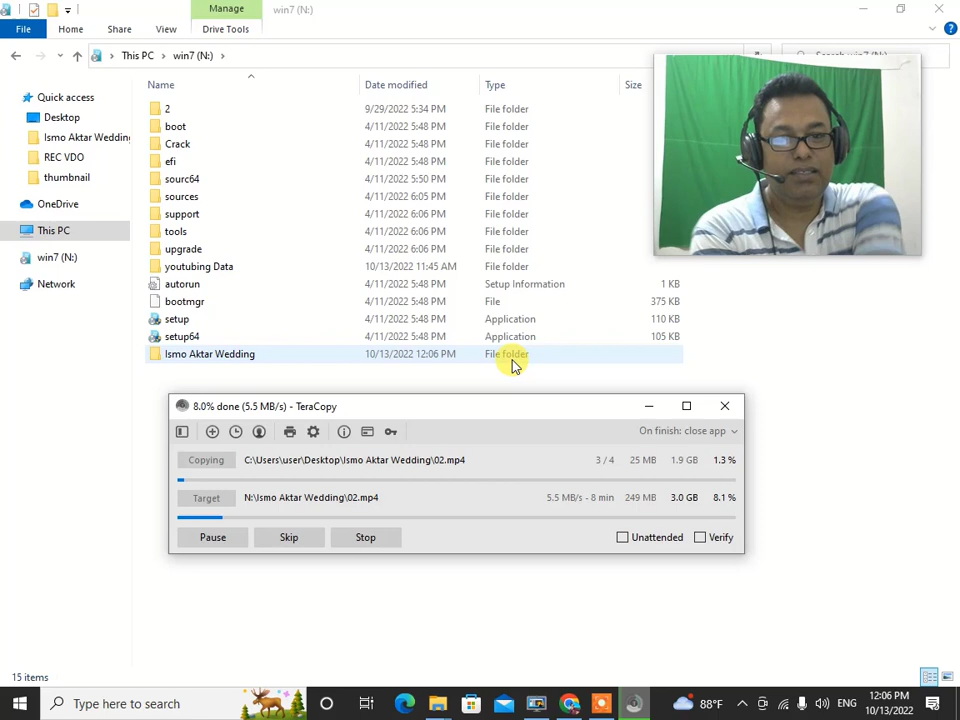 Manage
win7 (N:)
File Home Share View Drive Tools
This PC win7 (N:)
Search win7 (N:)
Name Date modified Type Size
Quick access
Desktop
Ismo Aktar Wedding
REC VDO
thumbnail
OneDrive
This PC
win7 (N:)
Network
2 9/29/2022 5:34 PM File folder
boot 4/11/2022 5:48 PM File folder
Crack 4/11/2022 5:48 PM File folder
efi 4/11/2022 5:48 PM File folder
sourc64 4/11/2022 5:50 PM File folder
sources 4/11/2022 6:05 PM File folder
support 4/11/2022 6:06 PM File folder
tools 4/11/2022 6:06 PM File folder
upgrade 4/11/2022 6:06 PM File folder
youtubing Data 10/13/2022 11:45 AM File folder
autorun 4/11/2022 5:48 PM Setup Information 1 KB
bootmgr 4/11/2022 5:48 PM File 375 KB
setup 4/11/2022 5:48 PM Application 110 KB
setup64 4/11/2022 5:48 PM Application 105 KB
Ismo Aktar Wedding 10/13/2022 12:06 PM File folder
8.0% done (5.5 MB/s) - TeraCopy
On finish: close app
Copying C:\Users\user\Desktop\Ismo Aktar Wedding\02.mp4 3 / 4 25 MB 1.9 GB 1.3 %
Target N:\Ismo Aktar Wedding\02.mp4 5.5 MB/s - 8 min 249 MB 3.0 GB 8.1 %
Pause Skip Stop Unattended Verify
15 items
Type here to search
88°F ENG 12:06 PM
10/13/2022